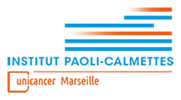 INSTITUT PAOLI-CALMETTES
unicancer Marseille